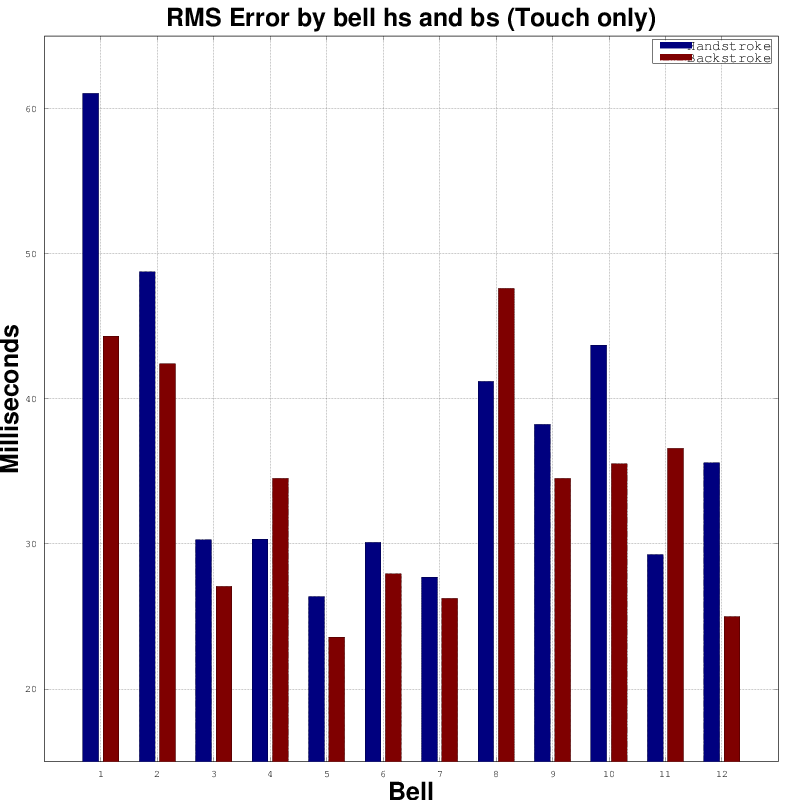 RMS Error by bell hs and bs (Touch only)
Handstroke
Backstroke
60
50
40
30
20
Milliseconds
1 2 3 4 5 6 7 8 9 10 11 12
Bell